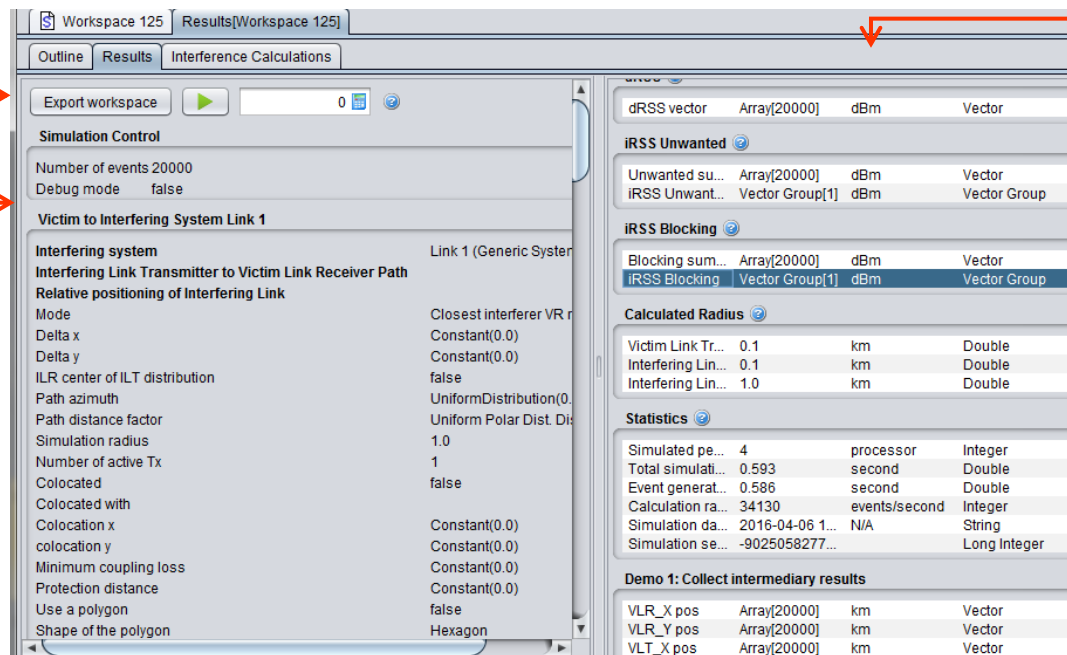 Workspace 125 Results[Workspace 125]
Outline Results Interference Calculations
Export workspace 0
Simulation Control
Number of events 20000
Debug mode false
Victim to Interfering System Link 1
Interfering system Link 1 (Generic System
Interfering Link Transmitter to Victim Link Receiver Path
Relative positioning of Interfering Link
Mode Closest interferer VR
Delta x Constant(0.0)
Delta y Constant(0.0)
ILR center of ILT distribution false
Path azimuth UniformDistribution(0.
Path distance factor Uniform Polar Dist. Di
Simulation radius 1.0
Number of active Tx 1
Colocated false
Colocated with
Colocation x Constant(0.0)
colocation y Constant(0.0)
Minimum coupling loss Constant(0.0)
Protection distance Constant(0.0)
Use a polygon false
Shape of the polygon Hexagon
dRSS
dRSS vector Array[20000] dBm Vector
iRSS Unwanted
Unwanted su... Array[20000] dBm Vector
iRSS Unwant... Vector Group[1] dBm Vector Group
iRSS Blocking
Blocking sum... Array[20000] dBm Vector
iRSS Blocking Vector Group[1] dBm Vector Group
Calculated Radius
Victim Link Tr... 0.1 km Double
Interfering Lin... 0.1 km Double
Interfering Lin... 1.0 km Double
Statistics
Simulated pe... 4 processor Integer
Total simulati... 0.593 second Double
Event generat... 0.586 second Double
Calculation ra... 34130 events/second Integer
Simulation da... 2016-04-06 1... N/A String
Simulation se... -9025058277... Long Integer
Demo 1: Collect intermediary results
VLR_X pos Array[20000] km Vector
VLR_Y pos Array[20000] km Vector
VLT_X pos Array[20000] km Vector